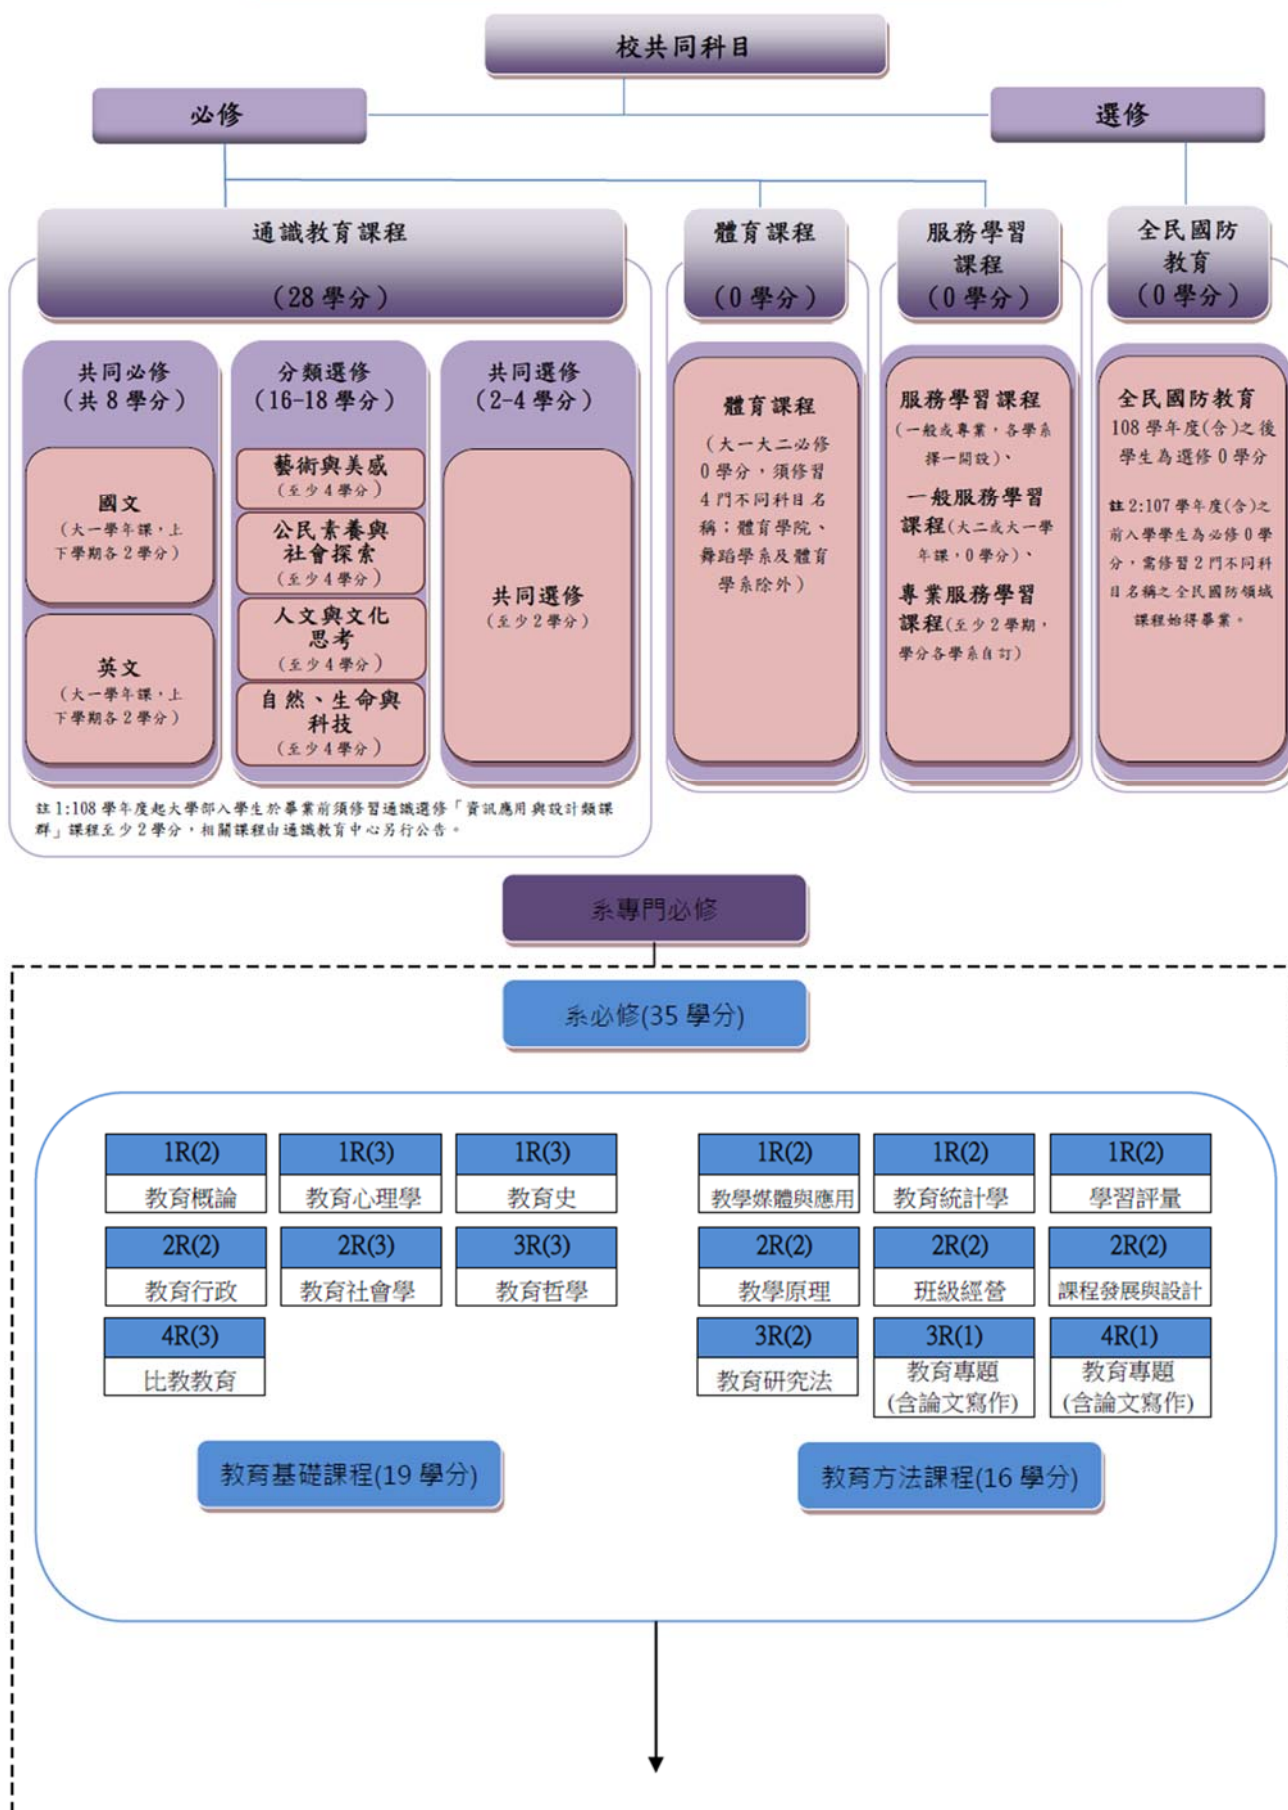 校共同科目
必修
選修
通識教育課程
(28 學分)
共同必修
(共 8 學分)
國文
(大一學年課，上
下學期各 2 學分)
英文
(大一學年課，上
下學期各 2 學分)
分類選修
(16-18 學分)
藝術與美感
(至少 4 學分)
公民素養與
社會探索
(至少 4 學分)
人文與文化
思考
(至少 4 學分)
自然、生命與
科技
(至少 4 學分)
共同選修
(2-4 學分)
共同選修
(至少 2 學分)
註 1:108 學年度起大學部入學生於畢業前須修習通識選修「資訊應用與設計類課
群」課程至少 2 學分，相關課程由通識教育中心另行公告。
體育課程
(0 學分)
體育課程
(大一大二必修
0 學分，須修習
4 門不同科目名
稱；體育學院、
舞蹈學系及體育
學系除外)
服務學習
課程
(0 學分)
服務學習課程
(一般或專業，各學系
擇一開設)、
一般服務學習
課程(大二或大一學
年課，0 學分)、
專業服務學習
課程(至少 2 學期，
學分各學系自訂)
全民國防
教育
(0 學分)
全民國防教育
108 學年度(含)之後
學生為選修 0 學分
註 2:107 學年度(含)之
前入學學生為必修 0 學
分，需修習 2 門不同科
目名稱之全民國防領域
課程始得畢業。
系專門必修
系必修(35 學分)
1R(2)
教育概論
1R(3)
教育心理學
1R(3)
教育史
2R(2)
教育行政
2R(3)
教育社會學
3R(3)
教育哲學
4R(3)
比教教育
教育基礎課程(19 學分)
1R(2)
教學媒體與應用
1R(2)
教育統計學
1R(2)
學習評量
2R(2)
教學原理
2R(2)
班級經營
2R(2)
課程發展與設計
3R(2)
教育研究法
3R(1)
教育專題
(含論文寫作)
4R(1)
教育專題
(含論文寫作)
教育方法課程(16 學分)